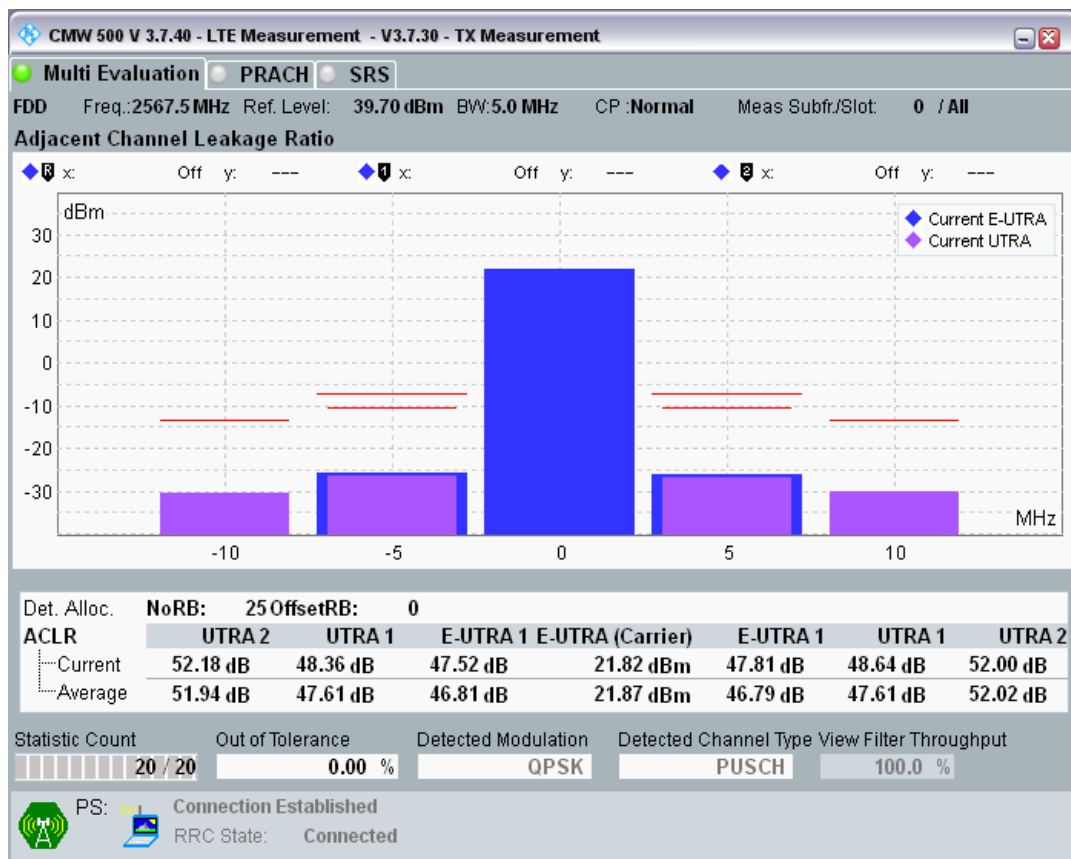 CMW 500 V 3.7.40 - LTE Measurement - V3.7.30 - TX Measurement
Multi Evaluation PRACH SRS
FDD Freq.:2567.5 MHz Ref. Level: 39.70 dBm BW:5.0 MHz CP :Normal Meas Subfr./Slot: 0 / All
Adjacent Channel Leakage Ratio
R x: Off y: --- 1 x: Off y: --- 2 x: Off y: ---
dBm
Current E-UTRA
Current UTRA
30
20
10
0
-10
-20
-30
MHz
-10 -5 0 5 10
Det. Alloc. NoRB: 25 OffsetRB: 0
ACLR UTRA 2 UTRA 1 E-UTRA 1 E-UTRA (Carrier) E-UTRA 1 UTRA 1 UTRA 2
Current 52.18 dB 48.36 dB 47.52 dB 21.82 dBm 47.81 dB 48.64 dB 52.00 dB
Average 51.94 dB 47.61 dB 46.81 dB 21.87 dBm 46.79 dB 47.61 dB 52.02 dB
Statistic Count Out of Tolerance Detected Modulation Detected Channel Type View Filter Throughput
20 / 20 0.00 % QPSK PUSCH 100.0 %
PS: Connection Established
RRC State: Connected